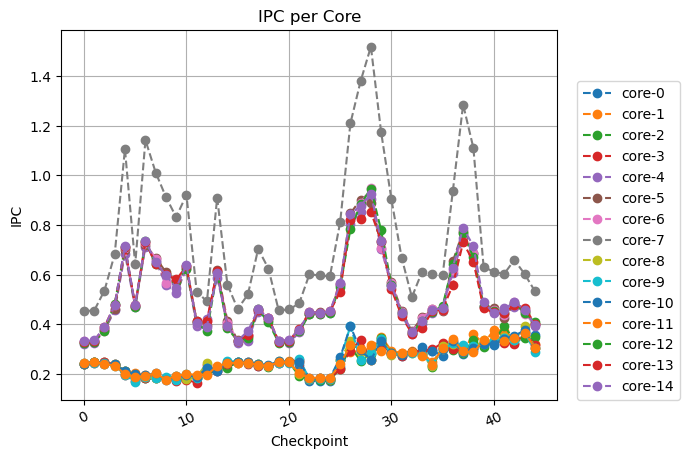 IPC per Core
IPC
1.4
1.2
1.0
0.8
0.6
0.4
0.2
0
10
20
30
40
Checkpoint
core-0
core-1
core-2
core-3
core-4
core-5
core-6
core-7
core-8
core-9
core-10
core-11
core-12
core-13
core-14